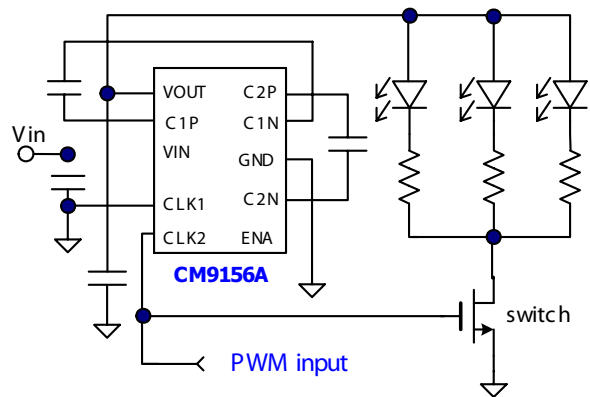 VOUT
C2P
C1P
C1N
Vin
VIN
GND
CLK1
C2N
CLK2
ENA
CM9156A
switch
PWM input